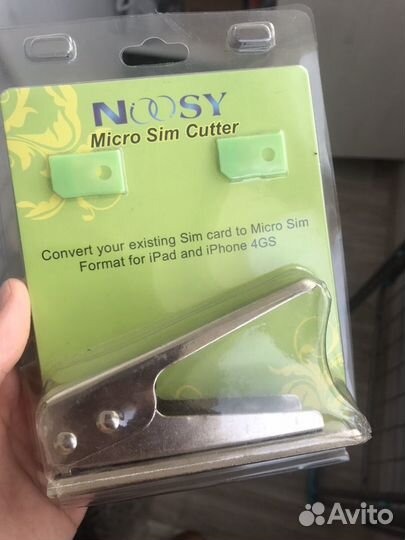 NOOSY
Micro Sim Cutter
Convert your existing Sim card to Micro Sim
Format for iPad and iPhone 4GS
Avito